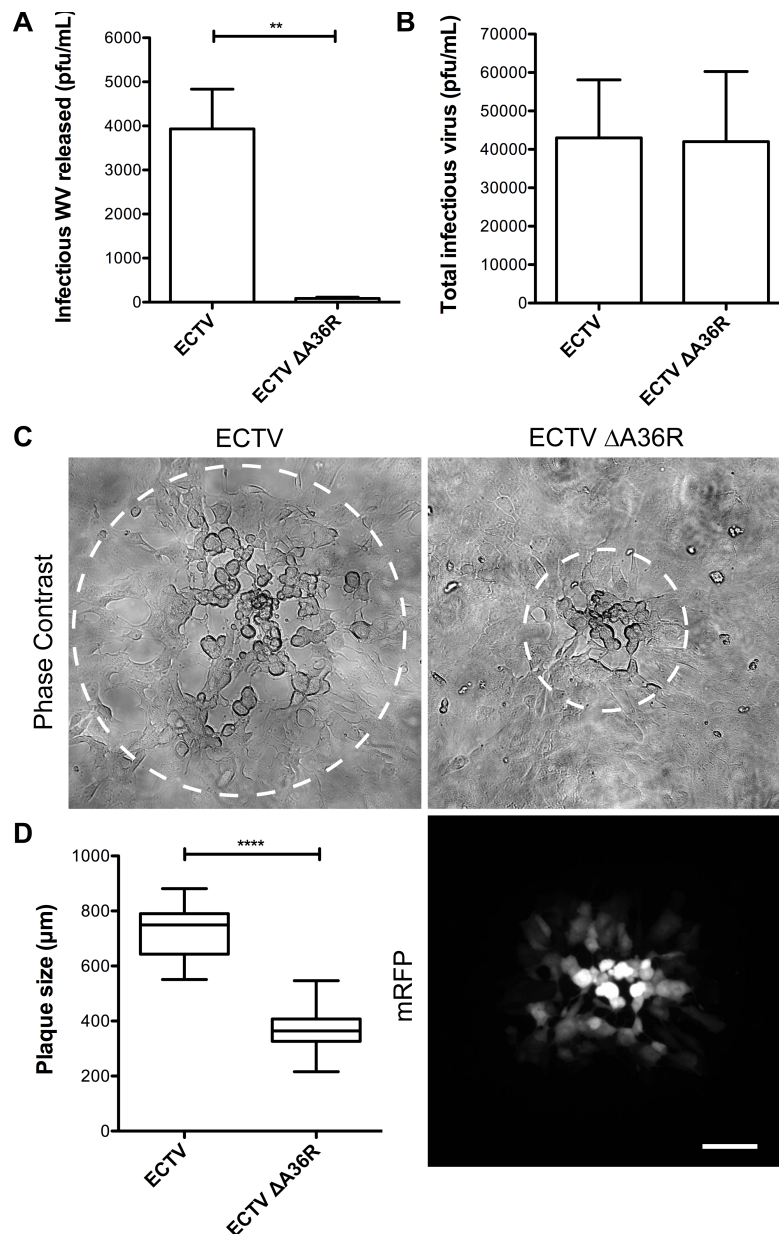 A
Infectious WV released (pfu/mL)
6000
5000
4000
3000
2000
1000
0
**
ECTV
ECTV ΔA36R
B
Total infectious virus (pfu/mL)
70000
60000
50000
40000
30000
20000
10000
0
ECTV
ECTV ΔA36R
C
ECTV
ECTV ΔA36R
Phase Contrast
D
Plaque size (µm)
1000
800
600
400
200
0
****
ECTV
ECTV ΔA36R
mRFP